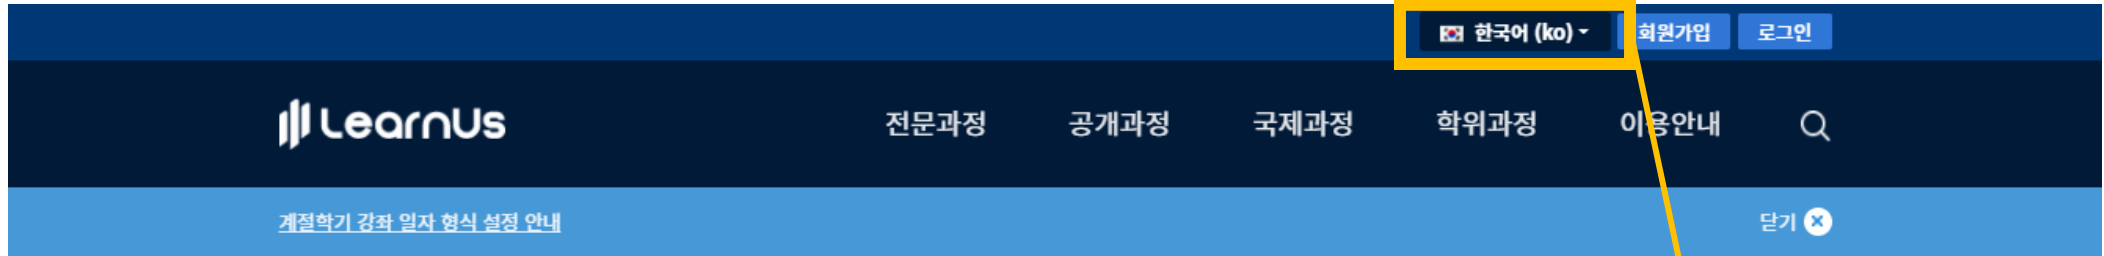 한국어 (ko) 회원가입 로그인
LearnUs 전문과정 공개과정 국제과정 학위과정 이용안내
계절학기 강좌 일자 형식 설정 안내 닫기